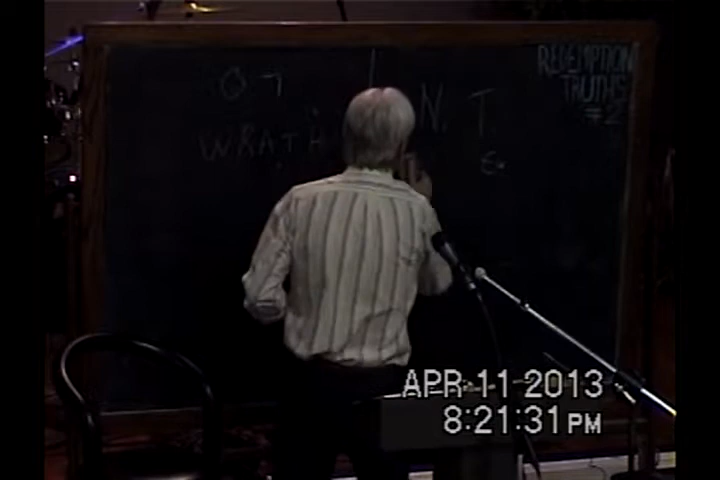 REDEMPTION
TRUTHS
#2
O T
N. T.
WRATH
APR 11 2013
8:21:31 PM